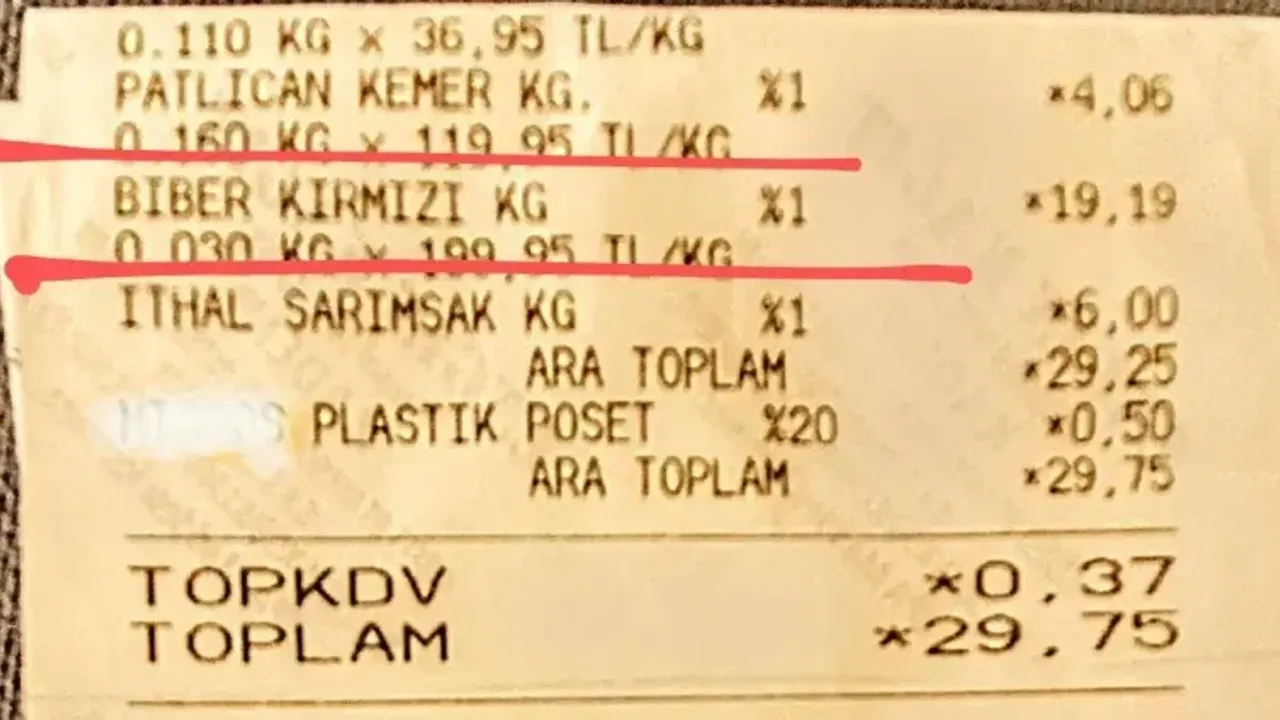 0.110 KG x 36,95 TL/KG
PATLICAN KEMER KG. %1 *4,06
0.160 KG x 119,95 TL/KG
BIBER KIRMIZI KG %1 *19,19
0.030 KG x 199,95 TL/KG
ITHAL SARIMSAK KG %1 *6,00
ARA TOPLAM *29,25
PLASTIK POSET %20 *0,50
ARA TOPLAM *29,75
TOPKDV *0,37
TOPLAM *29,75